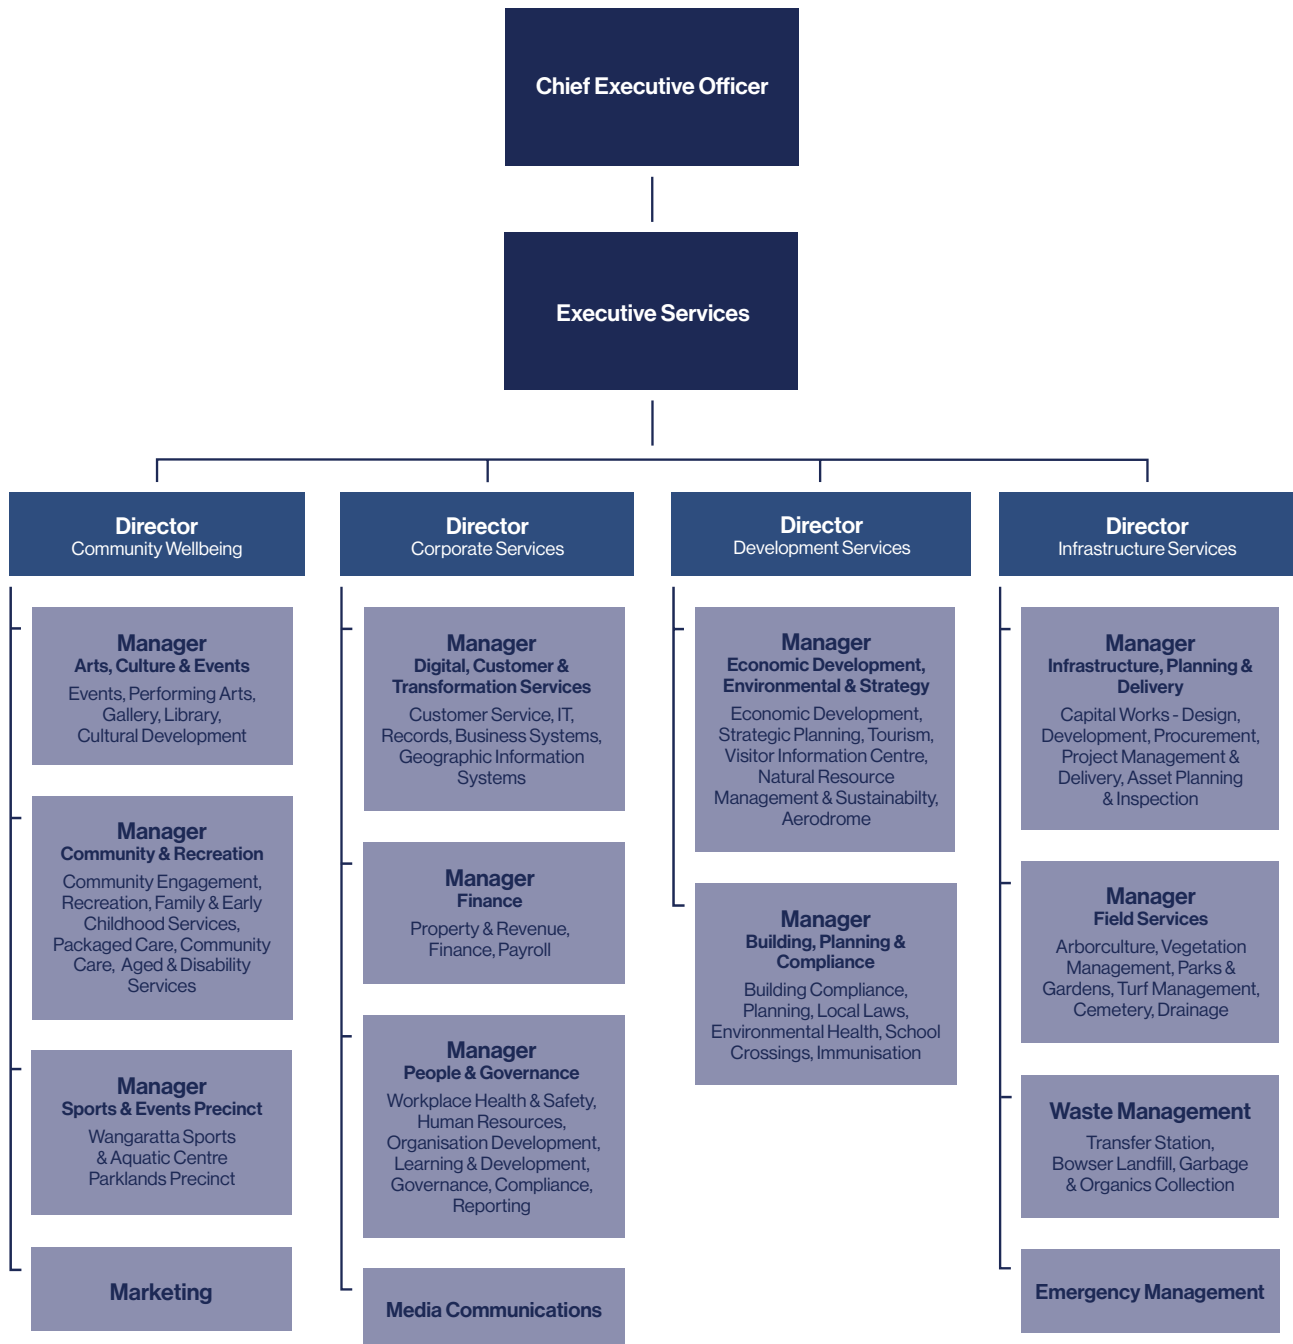 Chief Executive Officer
Executive Services
Director
Community Wellbeing
Manager
Arts, Culture & Events
Events, Performing Arts,
Gallery, Library,
Cultural Development
Manager
Community & Recreation
Community Engagement,
Recreation, Family & Early
Childhood Services,
Packaged Care, Community
Care, Aged & Disability
Services
Manager
Sports & Events Precinct
Wangaratta Sports
& Aquatic Centre
Parklands Precinct
Marketing
Director
Corporate Services
Manager
Digital, Customer &
Transformation Services
Customer Service, IT,
Records, Business Systems,
Geographic Information
Systems
Manager
Finance
Property & Revenue,
Finance, Payroll
Manager
People & Governance
Workplace Health & Safety,
Human Resources,
Organisation Development,
Learning & Development,
Governance, Compliance,
Reporting
Media Communications
Director
Development Services
Manager
Economic Development,
Environmental & Strategy
Economic Development,
Strategic Planning, Tourism,
Visitor Information Centre,
Natural Resource
Management & Sustainabilty,
Aerodrome
Manager
Building, Planning &
Compliance
Building Compliance,
Planning, Local Laws,
Environmental Health, School
Crossings, Immunisation
Director
Infrastructure Services
Manager
Infrastructure, Planning &
Delivery
Capital Works - Design,
Development, Procurement,
Project Management &
Delivery, Asset Planning
& Inspection
Manager
Field Services
Arborculture, Vegetation
Management, Parks &
Gardens, Turf Management,
Cemetery, Drainage
Waste Management
Transfer Station,
Bowser Landfill, Garbage
& Organics Collection
Emergency Management